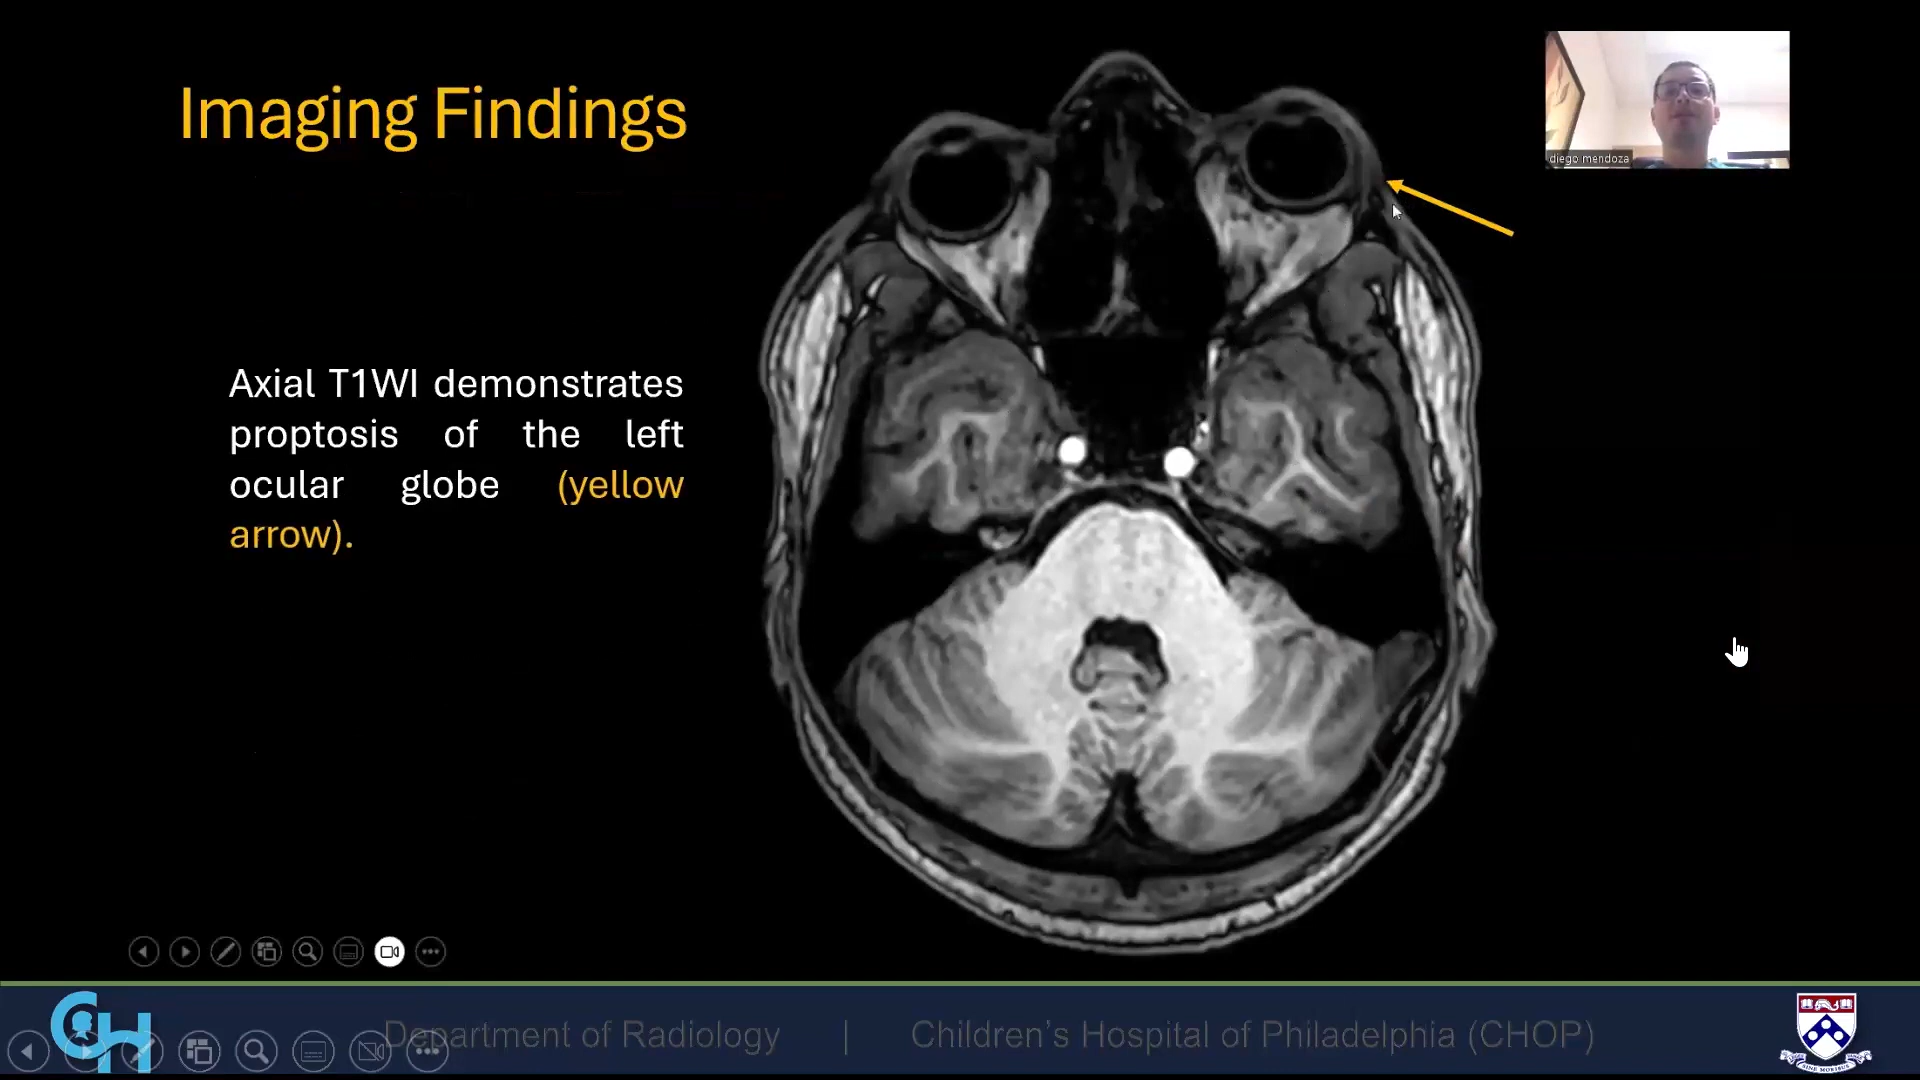 Imaging Findings
diego mendoza
Axial T1WI demonstrates
proptosis of the left
ocular globe (yellow
arrow).
CH
Department of Radiology | Children's Hospital of Philadelphia (CHOP)